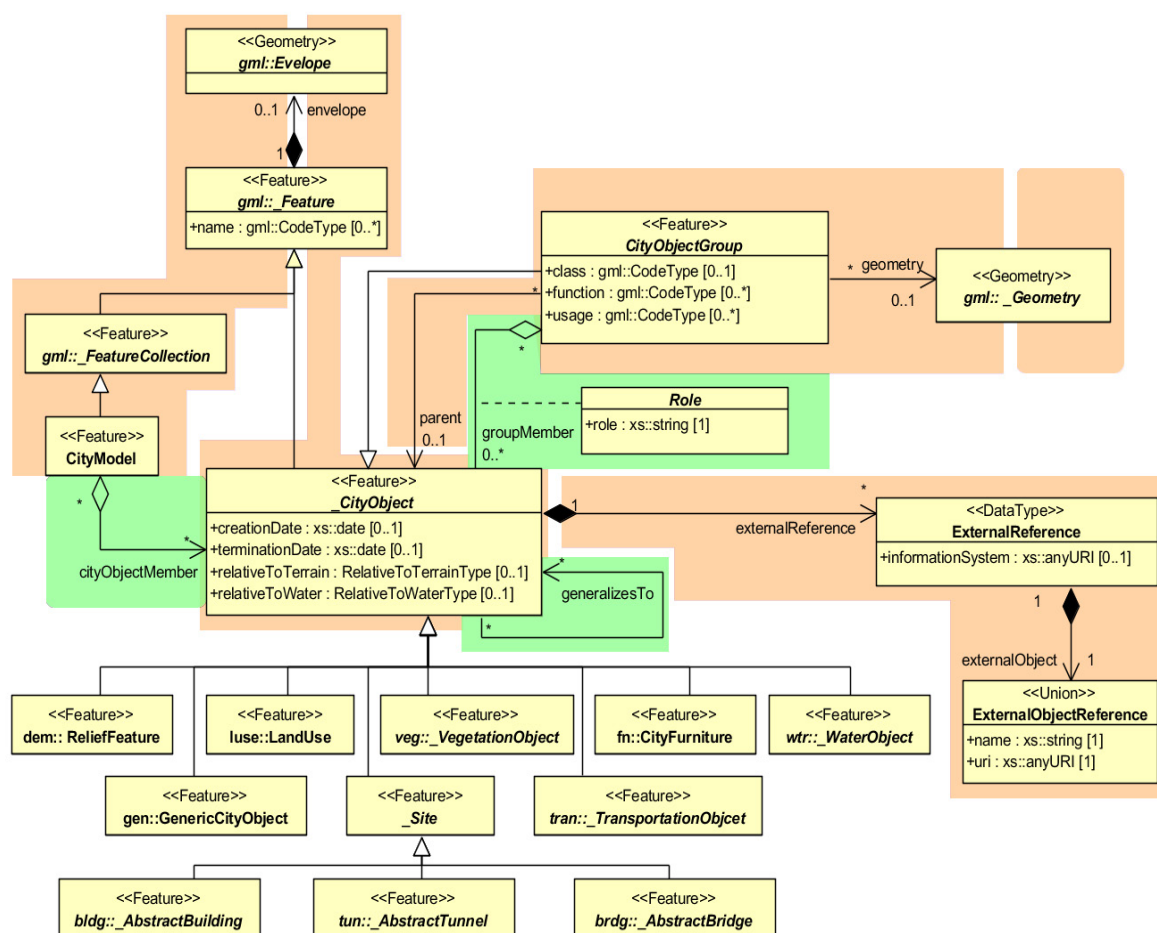 <<Geometry>>
gml::Evelope
0..1
envelope
1
<<Feature>>
gml::_Feature
+name : gml::CodeType [0..*]
<<Feature>>
CityObjectGroup
+class : gml::CodeType [0..1]
+function : gml::CodeType [0..*]
+usage : gml::CodeType [0..*]
*
geometry
0..1
<<Geometry>>
gml:: _Geometry
*
*
<<Feature>>
gml::_FeatureCollection
<<Feature>>
CityModel
Role
+role : xs::string [1]
parent
0..1
groupMember
0..*
<<Feature>>
_CityObject
+creationDate : xs::date [0..1]
+terminationDate : xs::date [0..1]
+relativeToTerrain : RelativeToTerrainType [0..1]
+relativeToWater : RelativeToWaterType [0..1]
*
*
cityObjectMember
1
*
externalReference
<<DataType>>
ExternalReference
+informationSystem : xs::anyURI [0..1]
*
generalizesTo
*
1
externalObject
1
<<Union>>
ExternalObjectReference
+name : xs::string [1]
+uri : xs::anyURI [1]
<<Feature>>
dem:: ReliefFeature
<<Feature>>
luse::LandUse
<<Feature>>
veg::_VegetationObject
<<Feature>>
fn::CityFurniture
<<Feature>>
wtr::_WaterObject
<<Feature>>
gen::GenericCityObject
<<Feature>>
_Site
<<Feature>>
tran::_TransportationObjcet
<<Feature>>
bldg::_AbstractBuilding
<<Feature>>
tun::_AbstractTunnel
<<Feature>>
brdg::_AbstractBridge